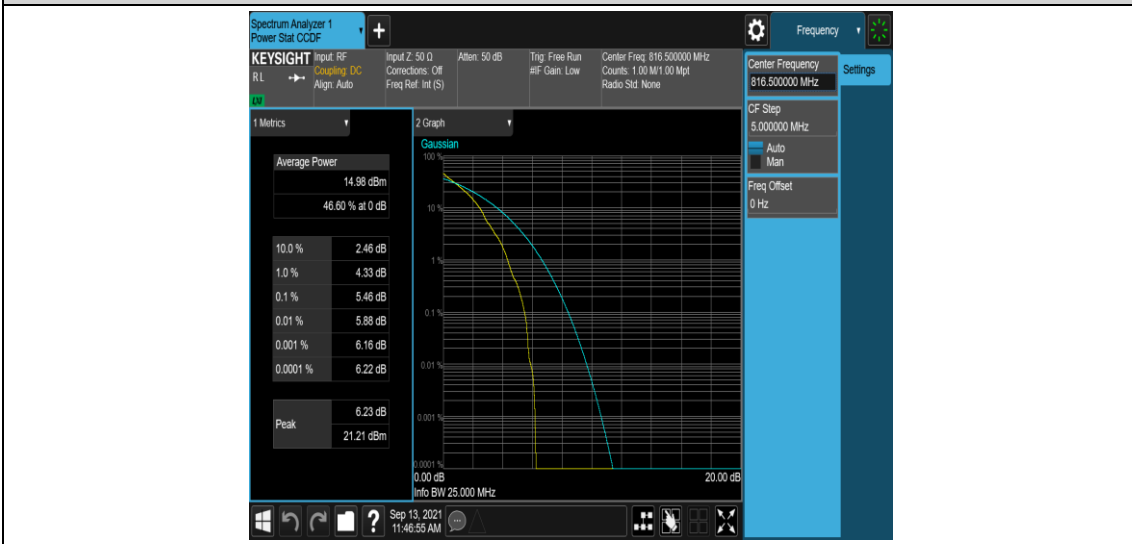 Spectrum Analyzer 1
Power Stat CCDF
+
Frequency
KEYSIGHT
Input: RF
Coupling: DC
Align: Auto
RL
LXI
Input Z: 50 Ω
Corrections: Off
Freq Ref: Int (S)
Atten: 50 dB
Trig: Free Run
#IF Gain: Low
Center Freq: 816.500000 MHz
Counts: 1.00 M/1.00 Mpt
Radio Std: None
Center Frequency
816.500000 MHz
Settings
CF Step
5.000000 MHz
Auto
Man
Freq Offset
0 Hz
1 Metrics
Average Power
14.98 dBm
46.60 % at 0 dB
10.0 % 2.46 dB
1.0 % 4.33 dB
0.1 % 5.46 dB
0.01 % 5.88 dB
0.001 % 6.16 dB
0.0001 % 6.22 dB
Peak
6.23 dB
21.21 dBm
2 Graph
Gaussian
100 %
10 %
1 %
0.1 %
0.01 %
0.001 %
0.0001 %
0.00 dB 20.00 dB
Info BW 25.000 MHz
?
Sep 13, 2021
11:46:55 AM